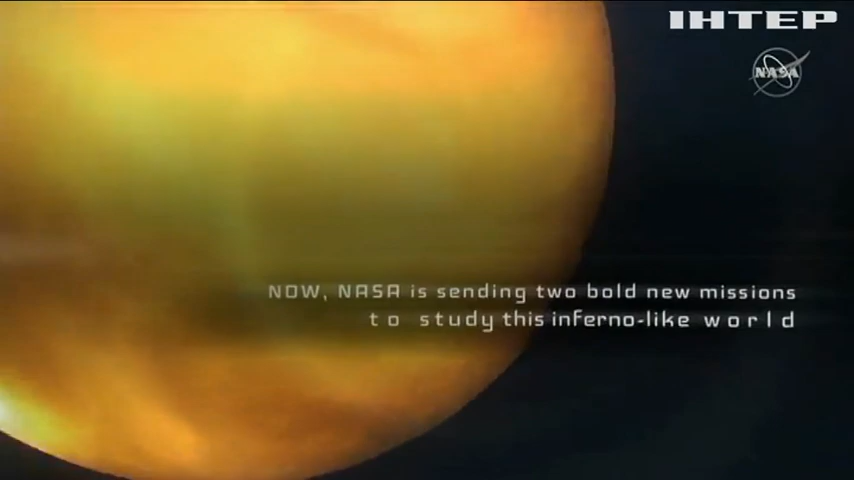 ІНТЕР
NASA
NOW, NASA is sending two bold new missions
to study this inferno-like world